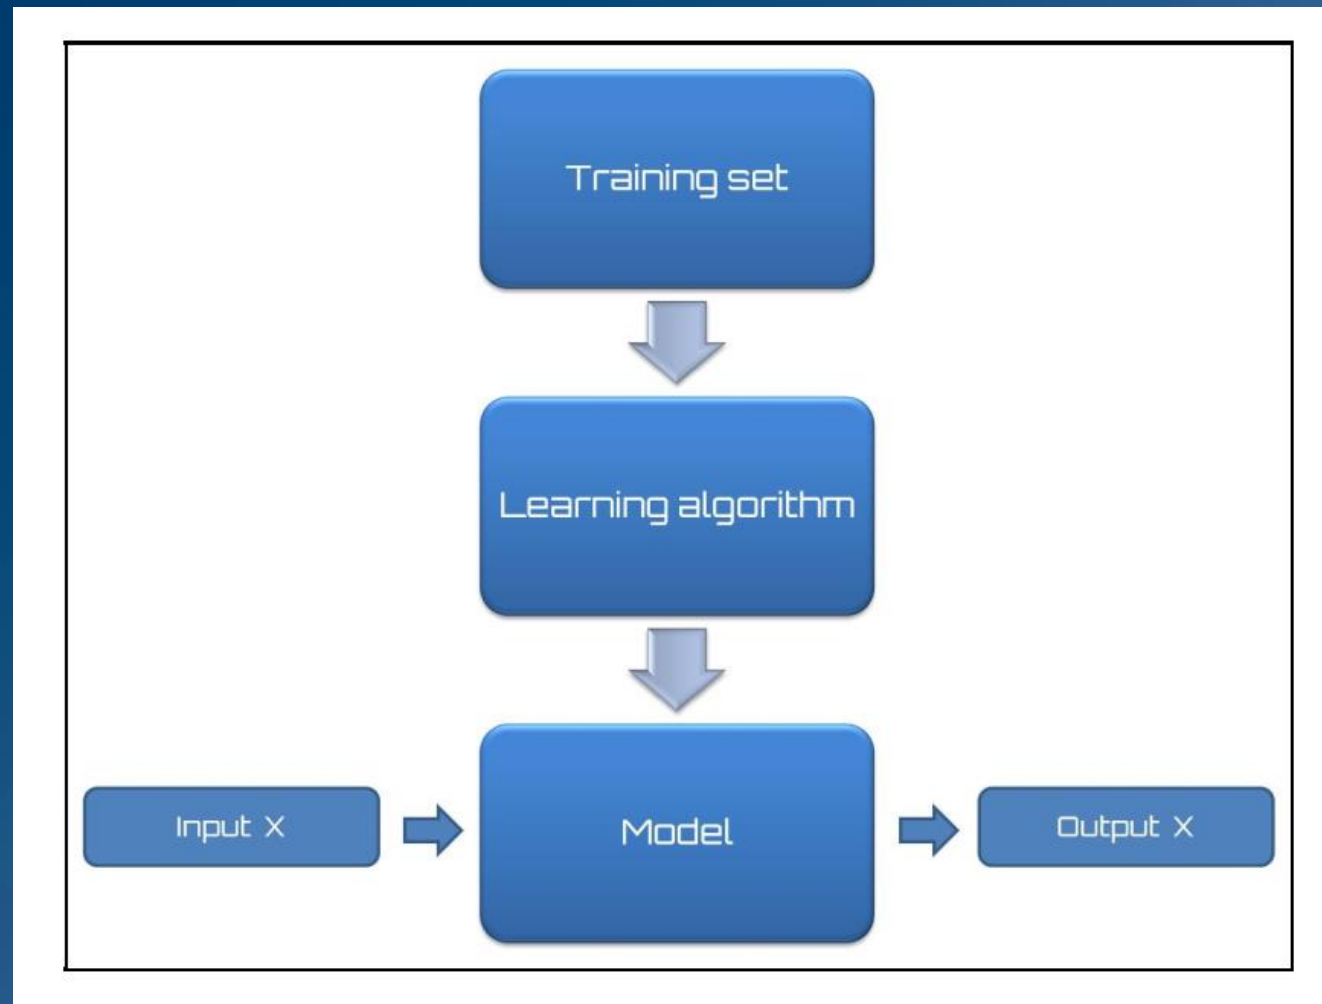 Training set
Learning algorithm
Input X
Model
Output X